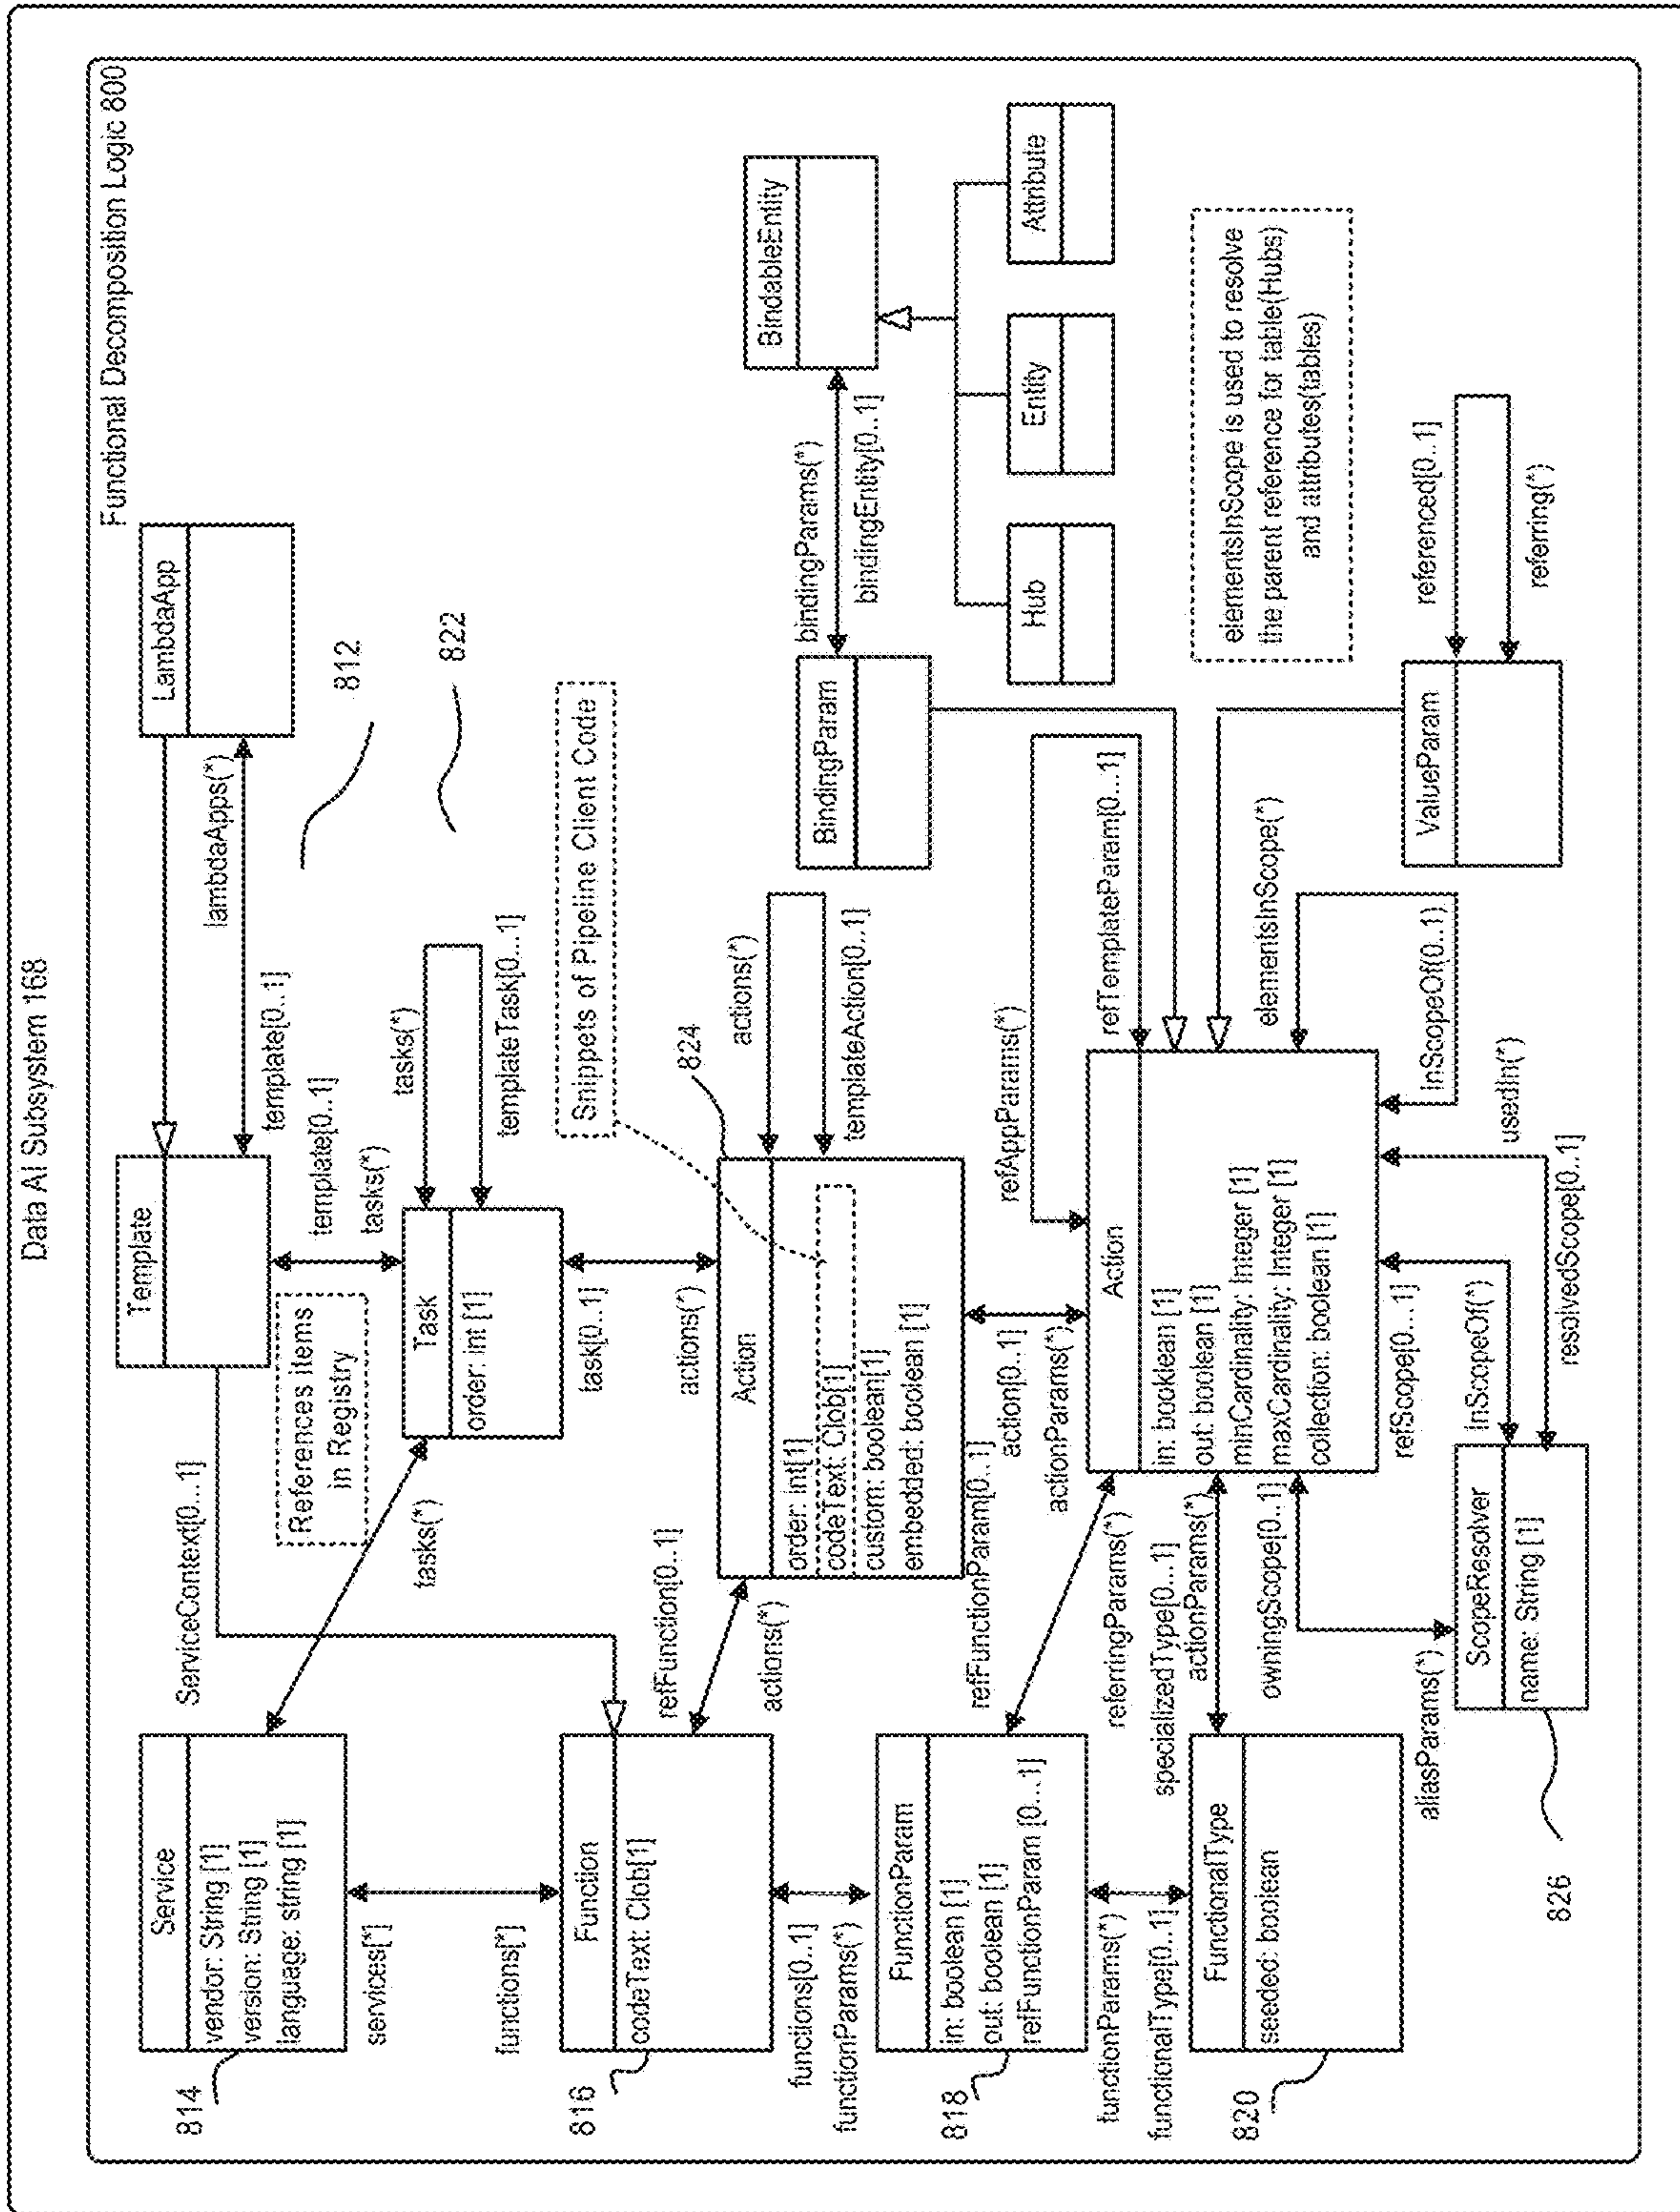 Data AI Subsystem 168
Functional Decomposition Logic 800
Service
vendor: String [1]
version: String [1]
language: string [1]
814
services[*]
functions[*]
ServiceContext[0...1]
Template
LambdaApp
lambdaApps(*)
template[0..1]
812
References items
in Registry
template[0..1]
tasks(*)
tasks(*)
Task
order: int [1]
tasks(*)
templateTask[0...1]
822
task[0..1]
actions(*)
Snippets of Pipeline Client Code
Function
codeText: Clob[1]
816
refFunction[0..1]
actions(*)
Action
order: int[1]
codeText: Clob[1]
custom: boolean[1]
embedded: boolean [1]
824
actions(*)
templateAction[0..1]
functions[0..1]
functionParams(*)
BindingParam
bindingParams(*)
bindingEntity[0..1]
BindableEntity
Hub
Entity
Attribute
FunctionParam
in: boolean [1]
out: boolean [1]
refFunctionParam [0...1]
818
refFunctionParam[0..1]
referringParams(*)
action[0..1]
actionParams(*)
refAppParams(*)
refTemplateParam[0...1]
functionParams(*)
functionalType[0..1]
FunctionalType
seeded: boolean
820
specializedType[0...1]
actionParams(*)
owningScope[0..1]
aliasParams(*)
Action
in: booklean [1]
out: boolean [1]
minCardinality: Integer [1]
maxCardinality: Integer [1]
collection: boolean [1]
elementsInScope(*)
InScopeOf(0..1)
usedIn(*)
refScope[0...1]
InScopeOf(*)
resolvedScope[0..1]
ScopeResolver
name: String [1]
826
elementsInScope is used to resolve
the parent reference for table(Hubs)
and attributes(tables)
ValueParam
referenced[0..1]
referring(*)